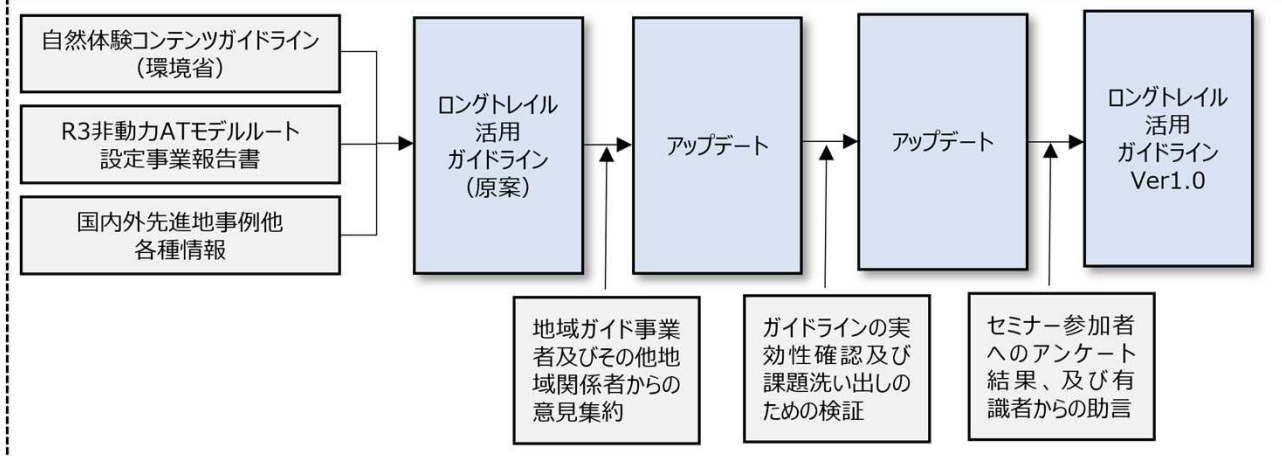 自然体験コンテンツガイドライン
(環境省)
R3非動力ATモデルルート
設定事業報告書
国内外先進地事例他
各種情報
ロングトレイル
活用
ガイドライン
(原案)
アップデート
アップデート
ロングトレイル
活用
ガイドライン
Ver1.0
地域ガイド事業
者及びその他地
域関係者からの
意見集約
ガイドラインの実
効性確認及び
課題洗い出しの
ための検証
セミナー参加者
へのアンケート
結果、及び有
識者からの助言